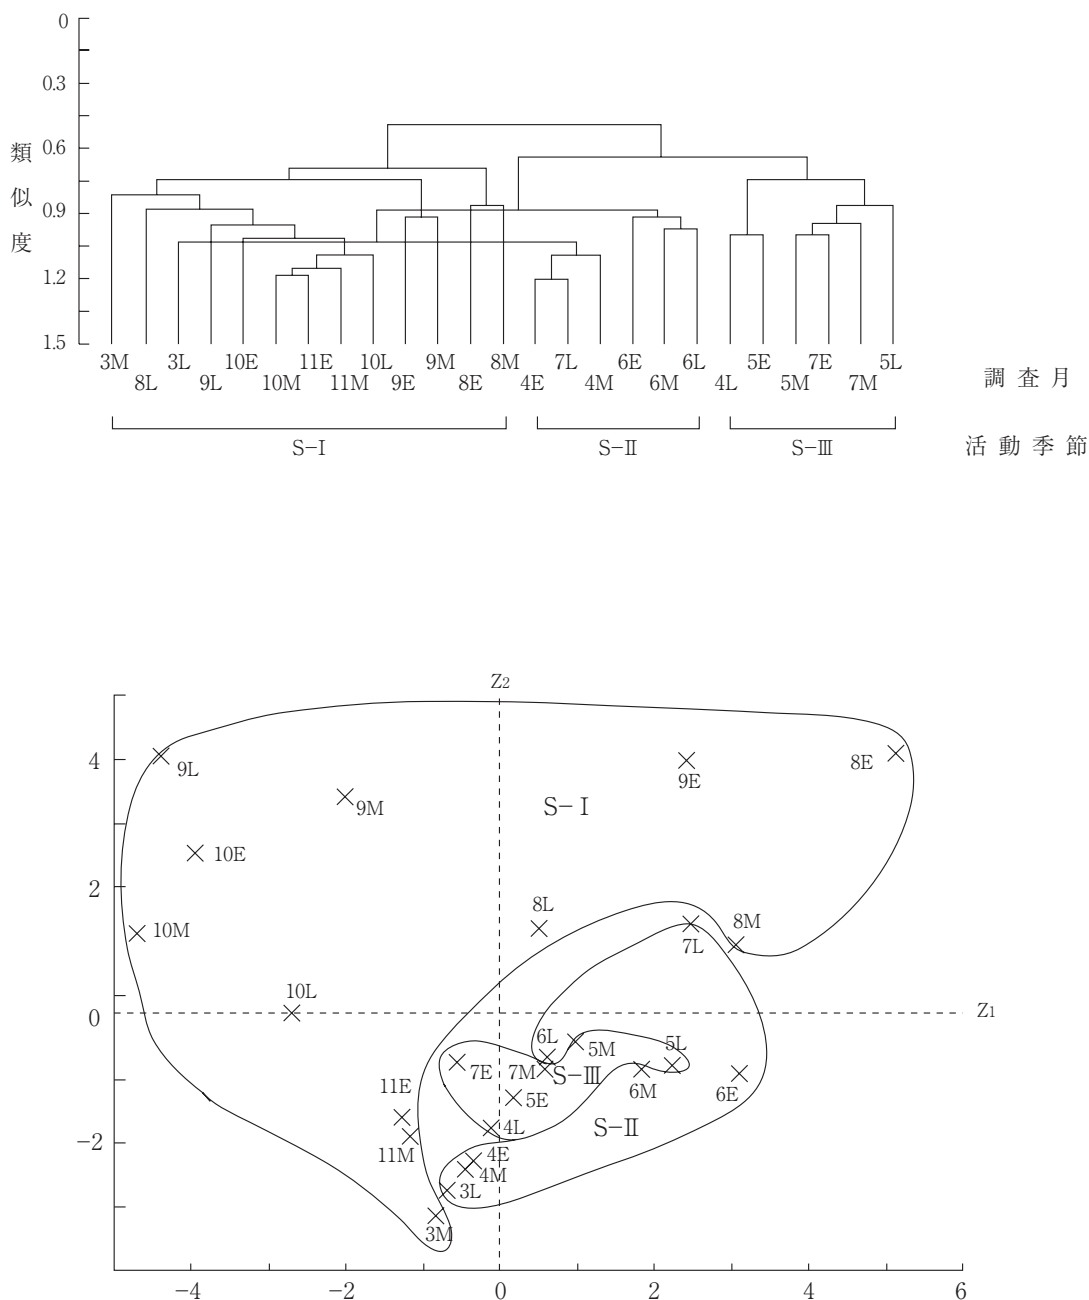 0
0.3
0.6
0.9
1.2
1.5
類似度
3M 3L 10E 11E 10L 9M 8M 7L 6E 6L 5E 7E 5L
8L 9L 10M 11M 9E 8E 4E 4M 6M 4L 5M 7M
調査月
S-I S-II S-III
活動季節
Z2
4
9L
9E
8E
9M
S-I
10E
2
10M
8L
8M
7L
10L
0
Z1
6L
5M
5L
7E
7M
S-III
6M
6E
11E
5E
4L
S-II
-2
11M
4E
4M
3L
3M
-4 -2 0 2 4 6